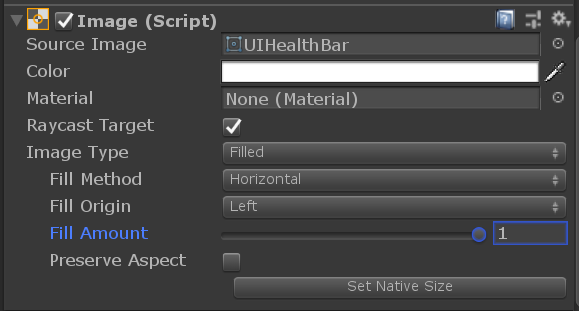 Image (Script)
Source Image UIHealthBar
Color
Material None (Material)
Raycast Target
Image Type Filled
Fill Method Horizontal
Fill Origin Left
Fill Amount 1
Preserve Aspect
Set Native Size